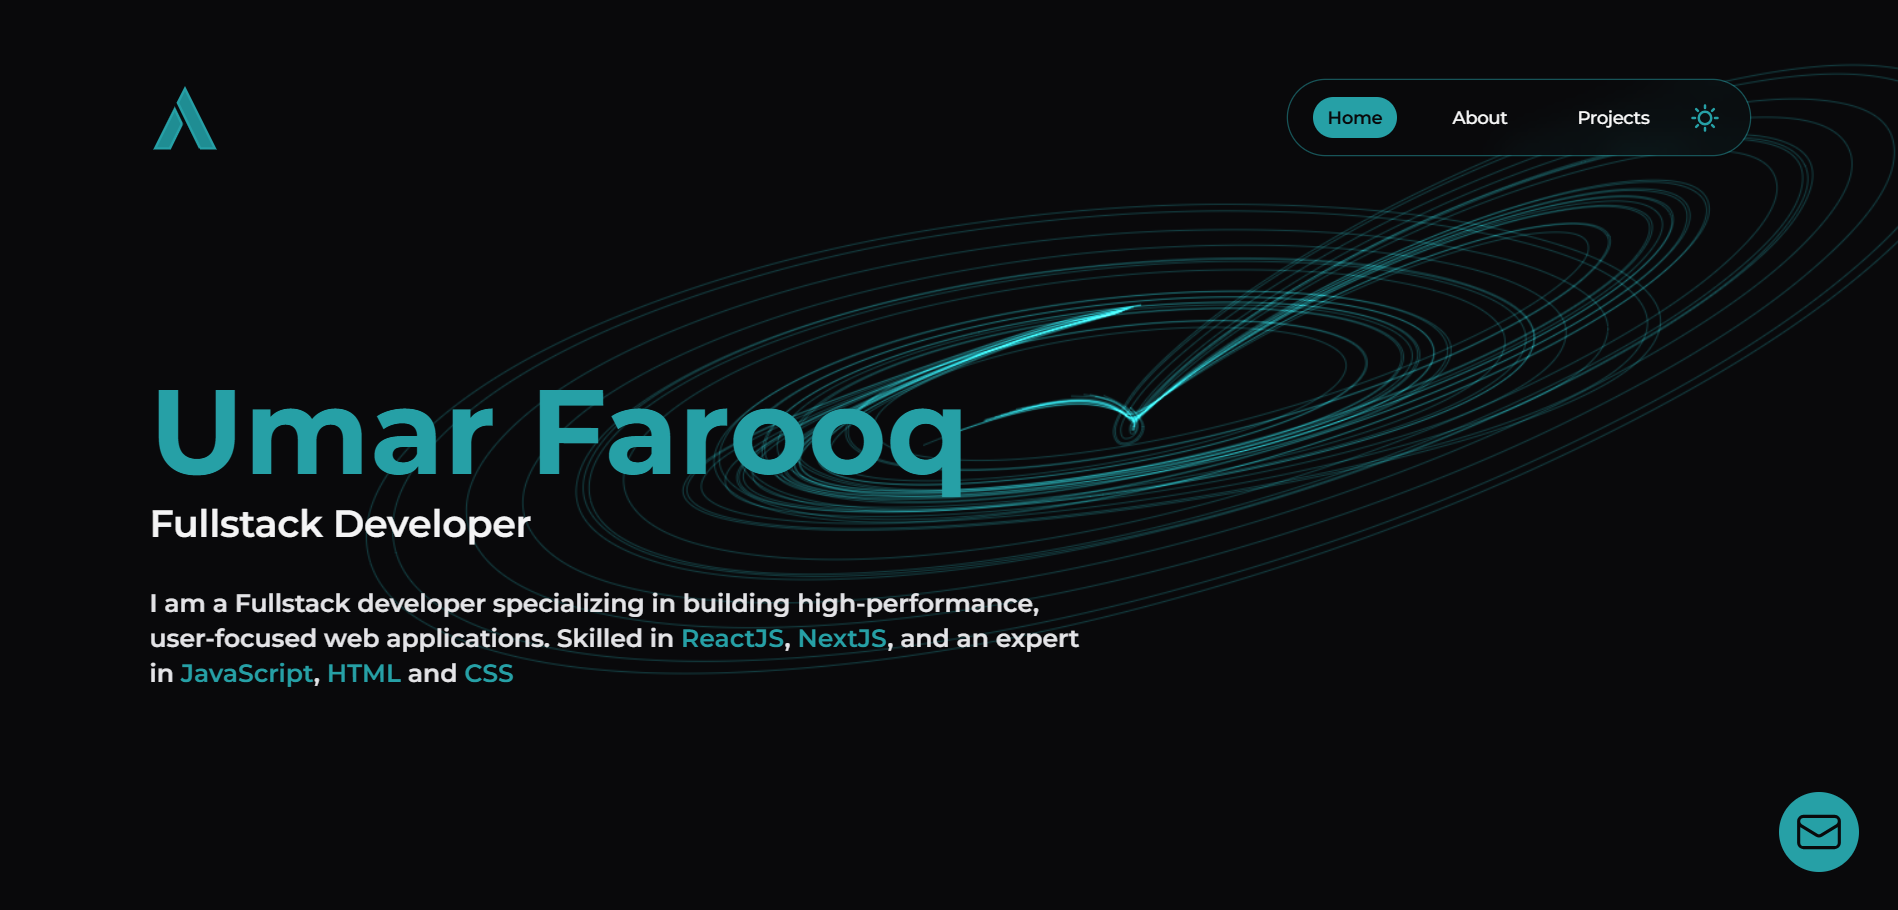 Home About Projects
Umar Farooq
Fullstack Developer
I am a Fullstack developer specializing in building high-performance,
user-focused web applications. Skilled in ReactJS, NextJS, and an expert
in JavaScript, HTML and CSS